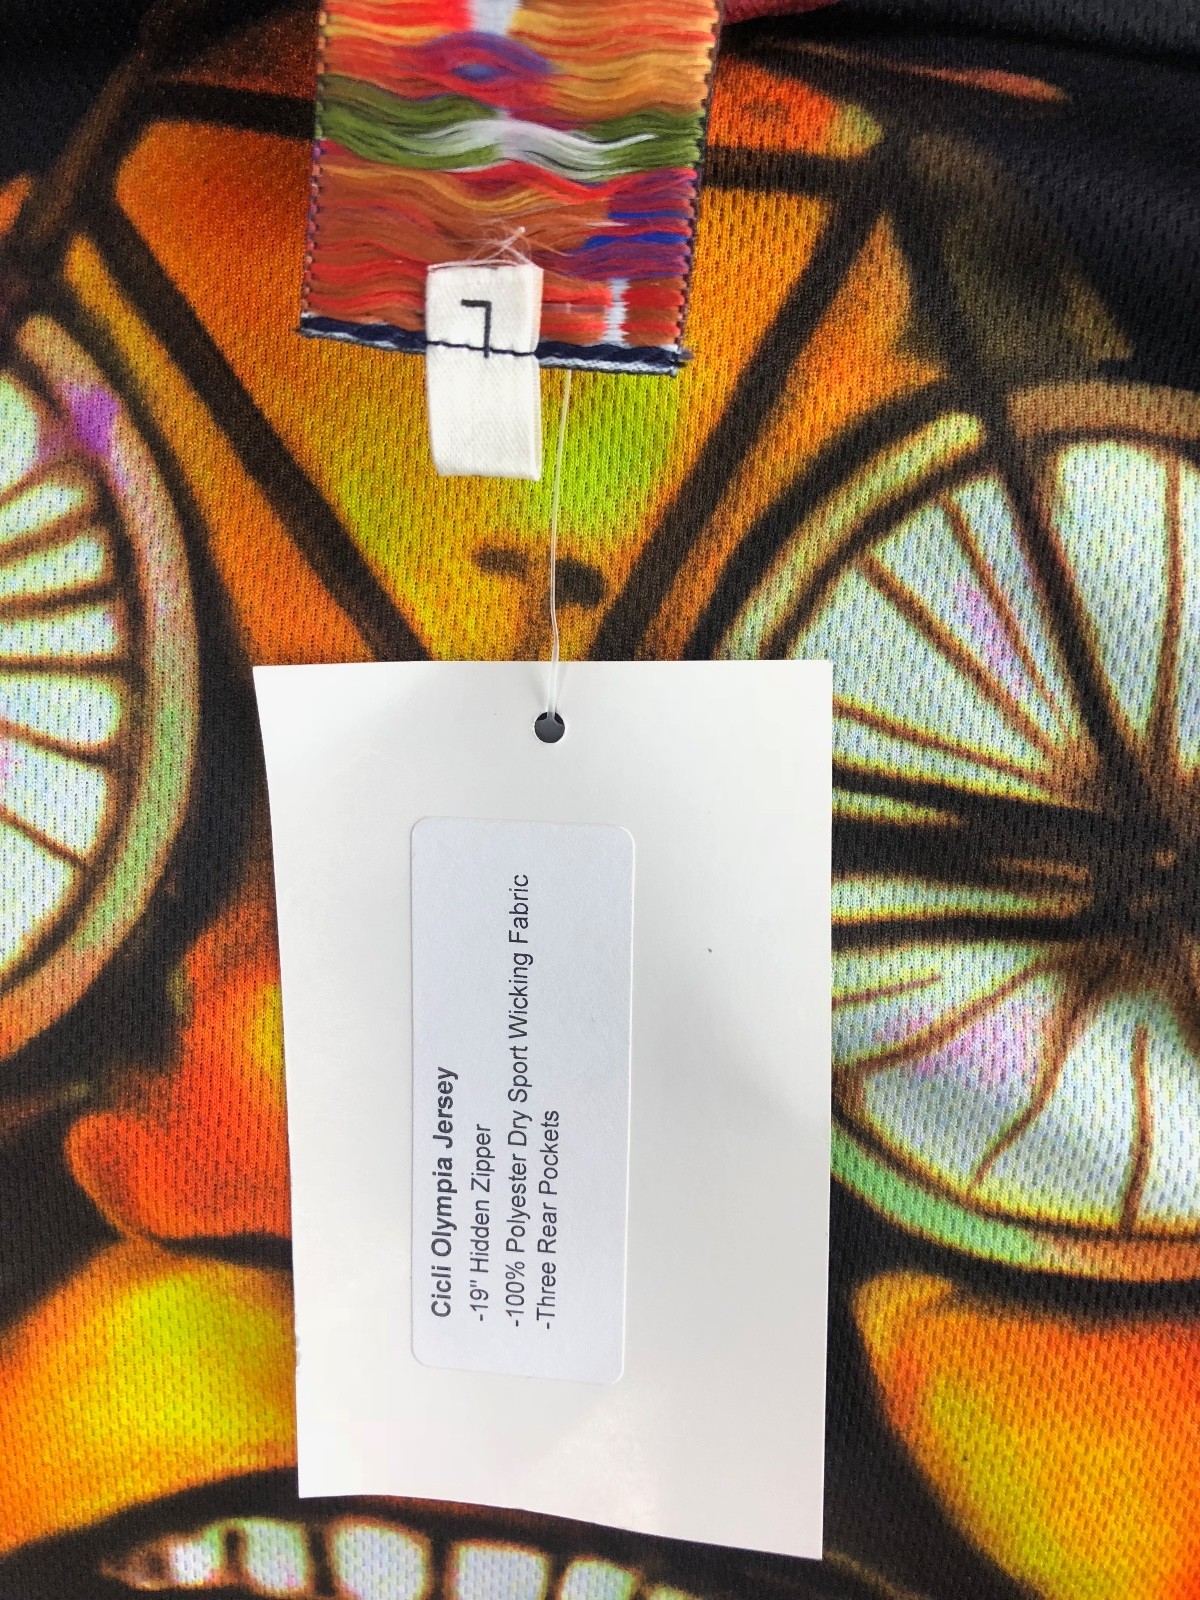 L
Cicli Olympia Jersey
-19" Hidden Zipper
-100% Polyester Dry Sport Wicking Fabric
-Three Rear Pockets